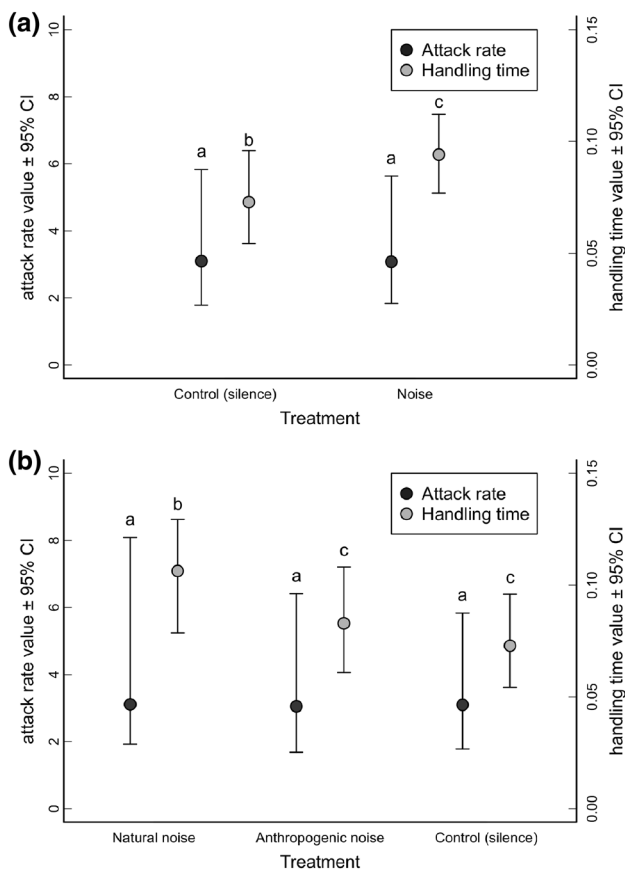 (a)
attack rate value ± 95% CI
0 2 4 6 8 10
Attack rate
Handling time
a b a c
0.00 0.05 0.10 0.15
handling time value ± 95% CI
Control (silence) Noise
Treatment
(b)
attack rate value ± 95% CI
0 2 4 6 8 10
Attack rate
Handling time
a b a c a c
0.00 0.05 0.10 0.15
handling time value ± 95% CI
Natural noise Anthropogenic noise Control (silence)
Treatment